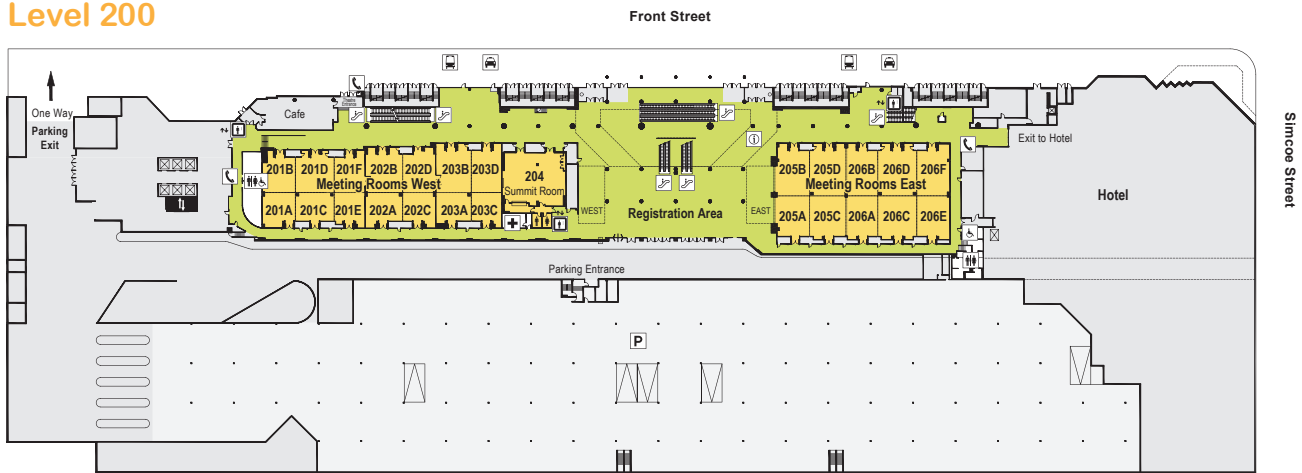 Level 200
Front Street
One Way
Parking
Exit
Cafe
Theatre
Entrance
Exit to Hotel
Simcoe Street
201B 201D 201F 202B 202D 203B 203D
204
Summit Room
Meeting Rooms West
201A 201C 201E 202A 202C 203A 203C
205B 205D 206B 206D 206F
Meeting Rooms East
205A 205C 206A 206C 206E
Hotel
WEST
Registration Area
EAST
Parking Entrance
P